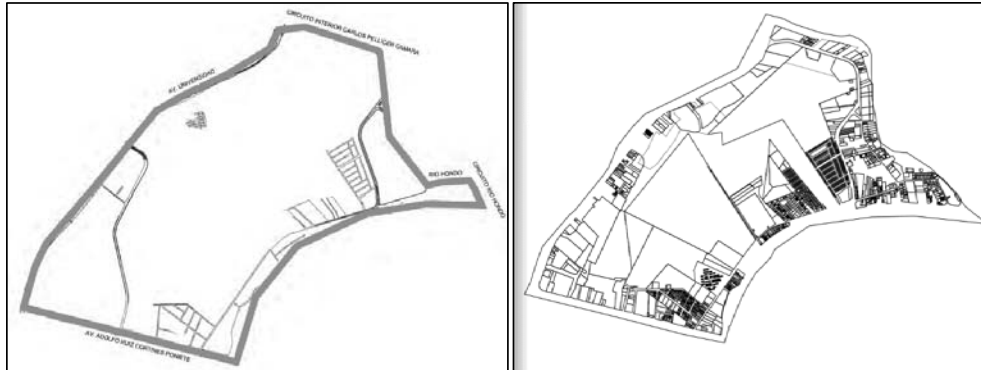 CIRCUITO INTERIOR CARLOS PELLICER CAMARA
AV. UNIVERSIDAD
RIO HONDO
CIRCUITO RIO HONDO
AV. ADOLFO RUIZ CORTINES PONIETE